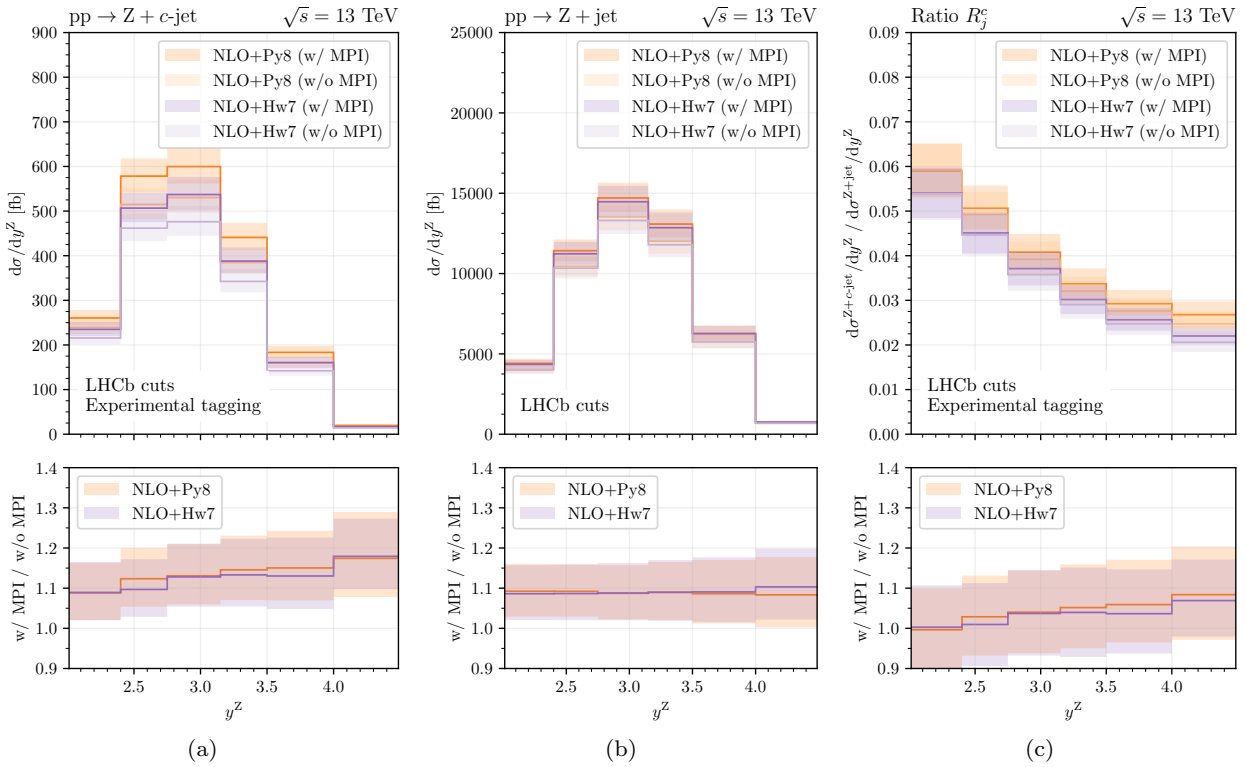 pp → Z + c-jet √s = 13 TeV
dσ/dy^Z [fb]
900
800
700
600
500
400
300
200
100
0
NLO+Py8 (w/ MPI)
NLO+Py8 (w/o MPI)
NLO+Hw7 (w/ MPI)
NLO+Hw7 (w/o MPI)
LHCb cuts
Experimental tagging
w/ MPI / w/o MPI
1.4
1.3
1.2
1.1
1.0
0.9
NLO+Py8
NLO+Hw7
2.5 3.0 3.5 4.0
y^Z
(a)
pp → Z + jet √s = 13 TeV
dσ/dy^Z [fb]
25000
20000
15000
10000
5000
0
NLO+Py8 (w/ MPI)
NLO+Py8 (w/o MPI)
NLO+Hw7 (w/ MPI)
NLO+Hw7 (w/o MPI)
LHCb cuts
w/ MPI / w/o MPI
1.4
1.3
1.2
1.1
1.0
0.9
NLO+Py8
NLO+Hw7
2.5 3.0 3.5 4.0
y^Z
(b)
Ratio R_j^c √s = 13 TeV
dσ^{Z+c-jet}/dy^Z / dσ^{Z+jet}/dy^Z
0.09
0.08
0.07
0.06
0.05
0.04
0.03
0.02
0.01
0.00
NLO+Py8 (w/ MPI)
NLO+Py8 (w/o MPI)
NLO+Hw7 (w/ MPI)
NLO+Hw7 (w/o MPI)
LHCb cuts
Experimental tagging
w/ MPI / w/o MPI
1.4
1.3
1.2
1.1
1.0
0.9
NLO+Py8
NLO+Hw7
2.5 3.0 3.5 4.0
y^Z
(c)